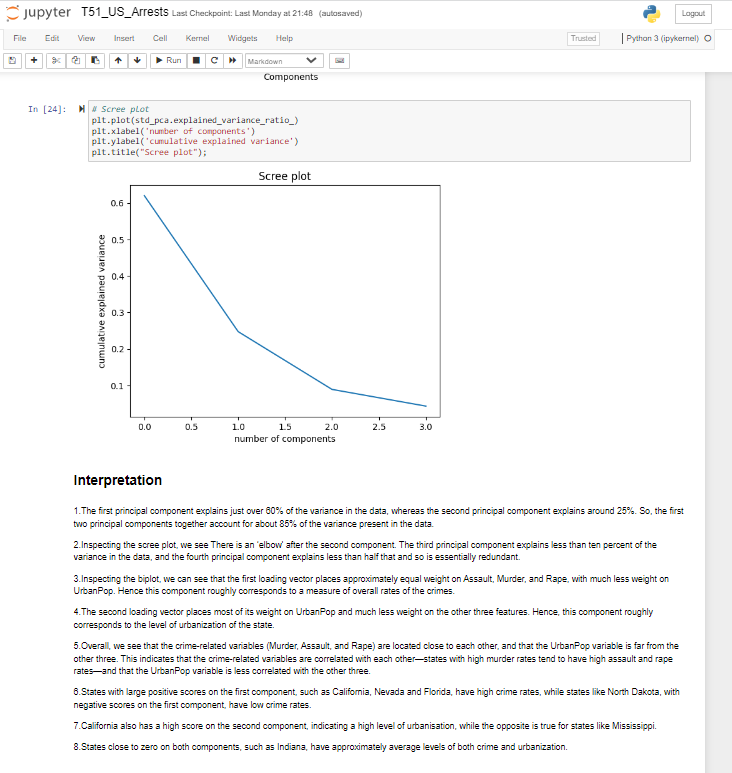 jupyter T51_US_Arrests Last Checkpoint: Last Monday at 21:48 (autosaved)
Logout
File Edit View Insert Cell Kernel Widgets Help
Trusted
Python 3 (ipykernel)
Run
Markdown
Components
In [24]:
# Scree plot
plt.plot(std_pca.explained_variance_ratio_)
plt.xlabel('number of components')
plt.ylabel('cumulative explained variance')
plt.title("Scree plot");
Scree plot
cumulative explained variance
0.6
0.5
0.4
0.3
0.2
0.1
0.0 0.5 1.0 1.5 2.0 2.5 3.0
number of components
Interpretation
1.The first principal component explains just over 60% of the variance in the data, whereas the second principal component explains around 25%. So, the first
two principal components together account for about 85% of the variance present in the data.
2.Inspecting the scree plot, we see There is an 'elbow' after the second component. The third principal component explains less than ten percent of the
variance in the data, and the fourth principal component explains less than half that and so is essentially redundant.
3.Inspecting the biplot, we can see that the first loading vector places approximately equal weight on Assault, Murder, and Rape, with much less weight on
UrbanPop. Hence this component roughly corresponds to a measure of overall rates of the crimes.
4.The second loading vector places most of its weight on UrbanPop and much less weight on the other three features. Hence, this component roughly
corresponds to the level of urbanization of the state.
5.Overall, we see that the crime-related variables (Murder, Assault, and Rape) are located close to each other, and that the UrbanPop variable is far from the
other three. This indicates that the crime-related variables are correlated with each other—states with high murder rates tend to have high assault and rape
rates—and that the UrbanPop variable is less correlated with the other three.
6.States with large positive scores on the first component, such as California, Nevada and Florida, have high crime rates, while states like North Dakota, with
negative scores on the first component, have low crime rates.
7.California also has a high score on the second component, indicating a high level of urbanisation, while the opposite is true for states like Mississippi.
8.States close to zero on both components, such as Indiana, have approximately average levels of both crime and urbanization.